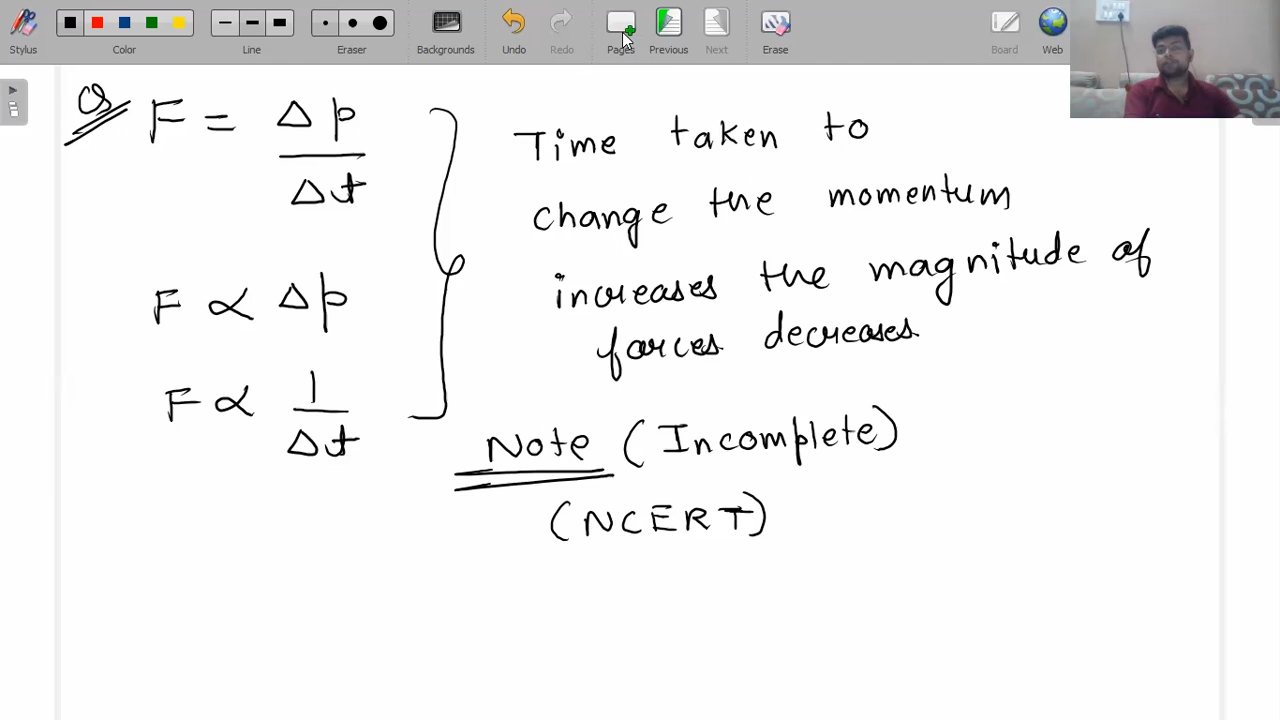 Stylus
Color
Line
Eraser
Backgrounds
Undo
Redo
Pages
Previous
Next
Erase
Board
Web
F = Δp
Δt
F ∝ Δp
F ∝ 1
Δt
Time taken to
change the momentum
increases the magnitude of
forces decreases
Note (Incomplete)
(NCERT)